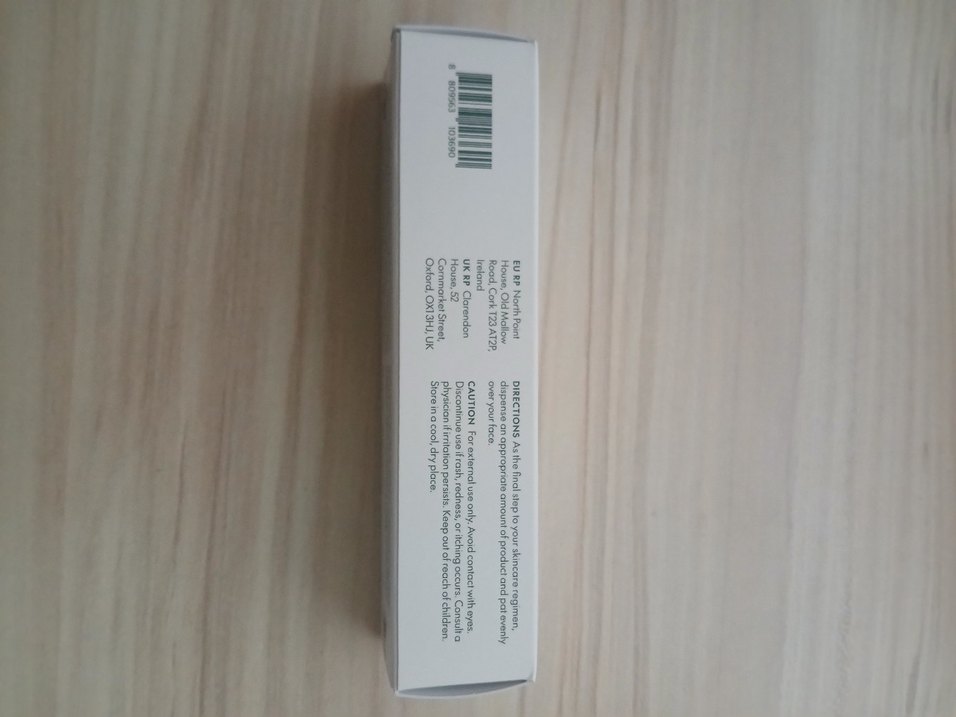 8 809563 103690
EU RP North Point
House, Old Mallow
Road, Cork T23 AT2P,
Ireland
UK RP Clarendon
House, 52
Cornmarket Street,
Oxford, OX1 3HJ, UK
DIRECTIONS As the final step to your skincare regimen,
dispense an appropriate amount of product and pat evenly
over your face.
CAUTION For external use only. Avoid contact with eyes.
Discontinue use if rash, redness, or itching occurs. Consult a
physician if irritation persists. Keep out of reach of children.
Store in a cool, dry place.